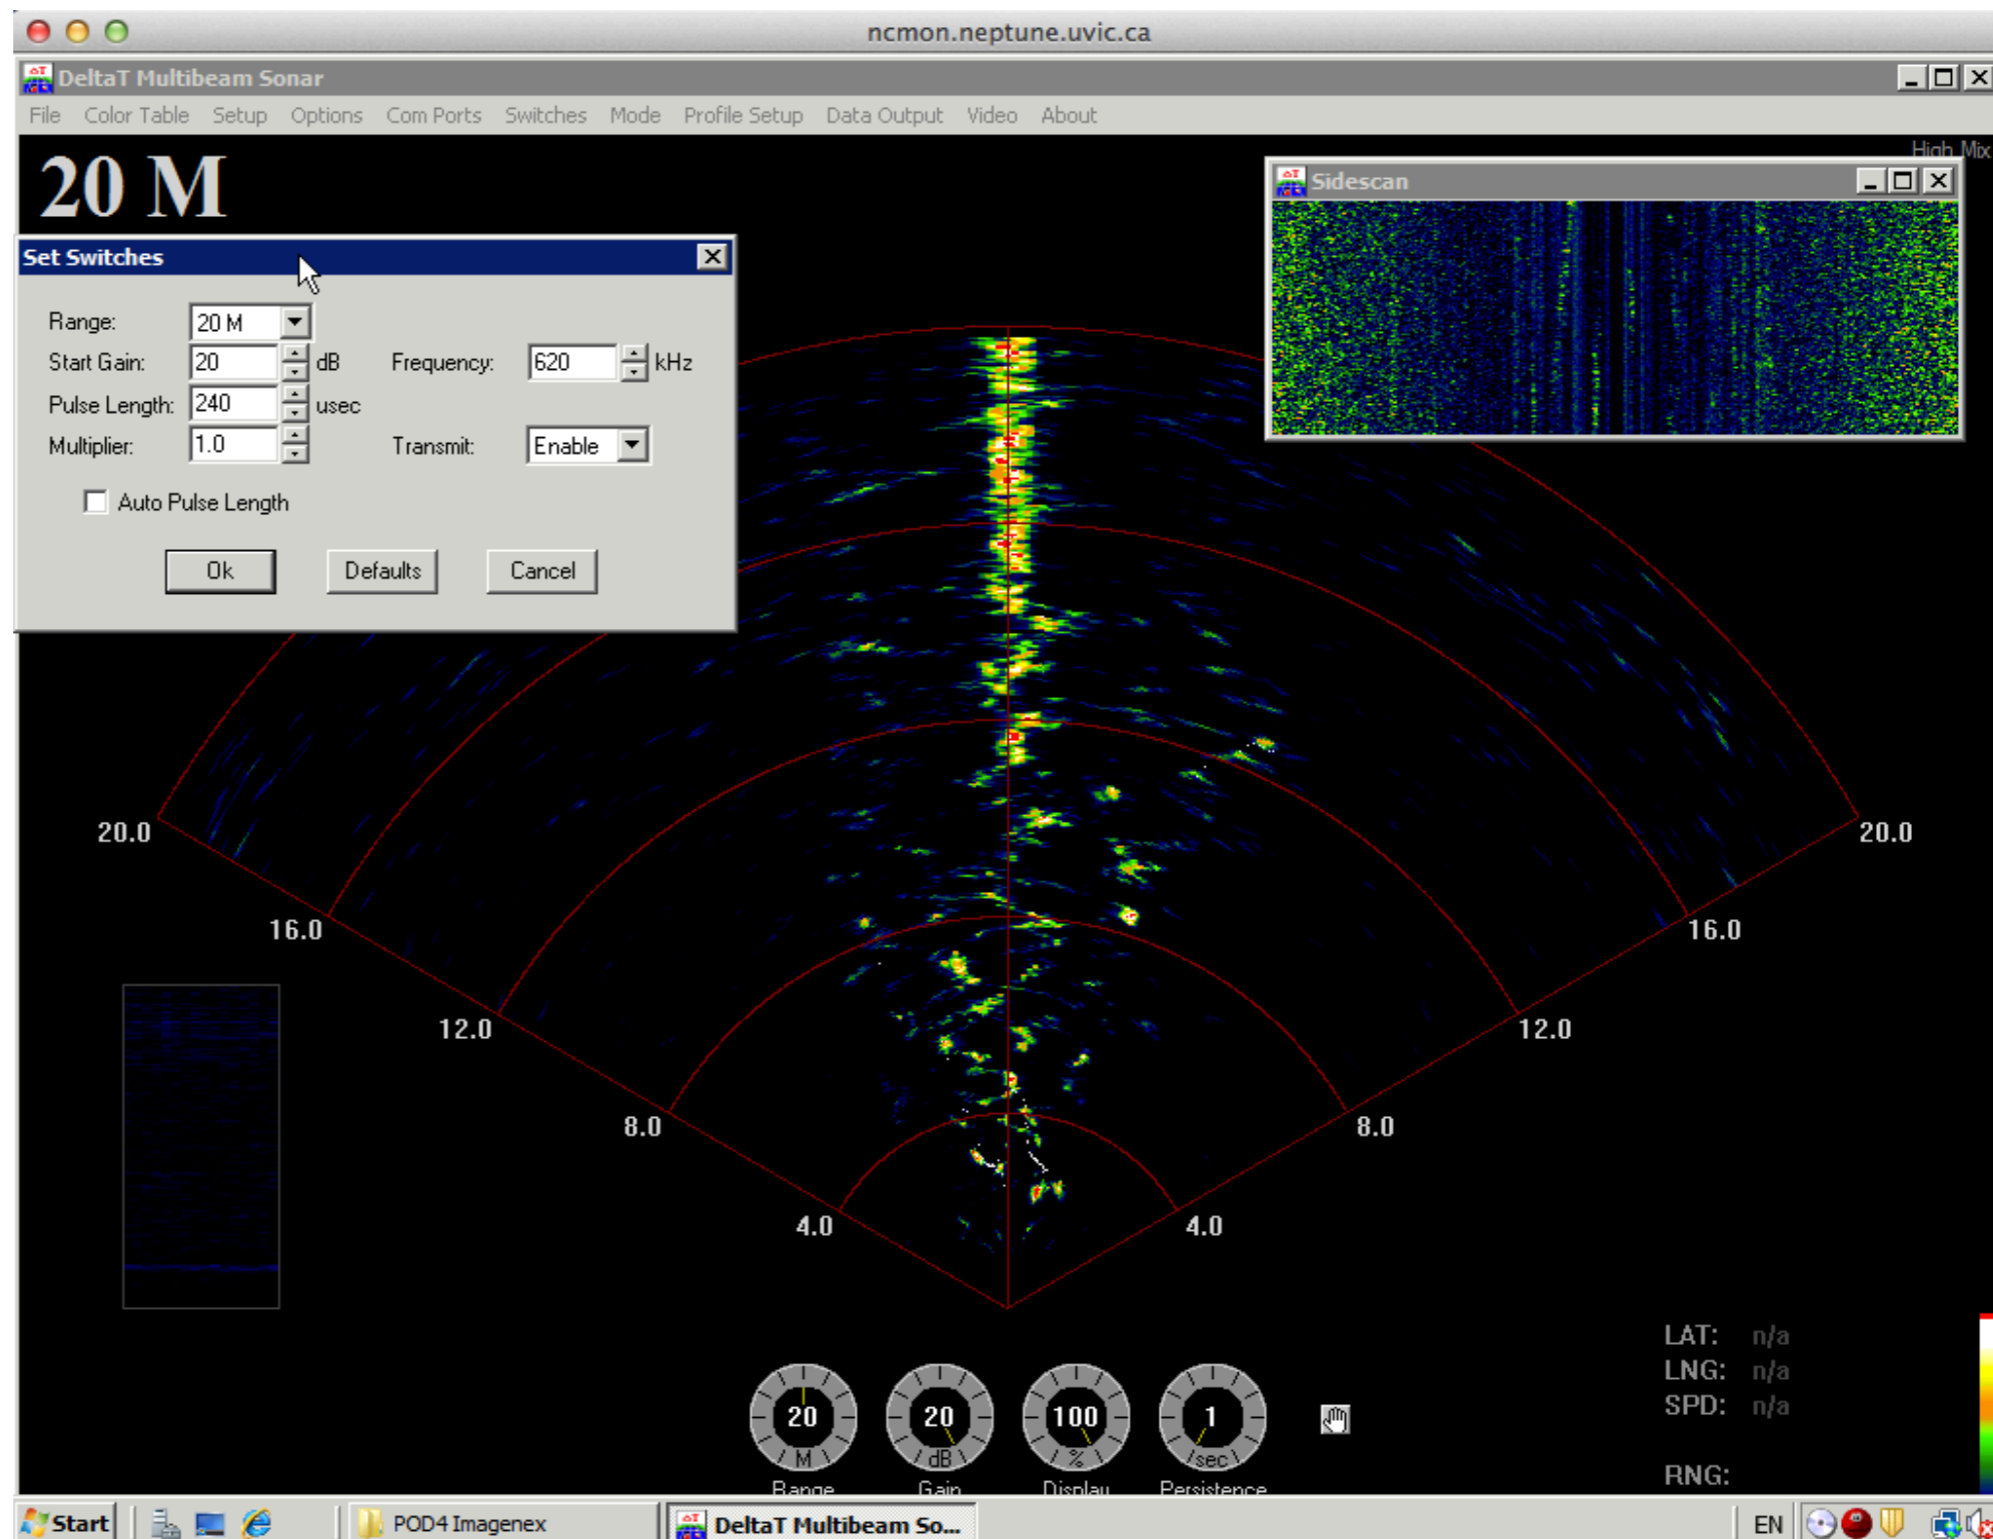 ncmon.neptune.uvic.ca
DeltaT Multibeam Sonar
File Color Table Setup Options Com Ports Switches Mode Profile Setup Data Output Video About
20 M
High Mix
Sidescan
Set Switches
Range: 20 M
Start Gain: 20 dB Frequency: 620 kHz
Pulse Length: 240 usec
Multiplier: 1.0 Transmit: Enable
Auto Pulse Length
Ok Defaults Cancel
20.0 20.0
16.0 16.0
12.0 12.0
8.0 8.0
4.0 4.0
LAT: n/a
LNG: n/a
SPD: n/a
RNG:
20 20 100 1
M dB % /sec
Range Gain Display Persistence
Start POD4 Imagenex DeltaT Multibeam So... EN